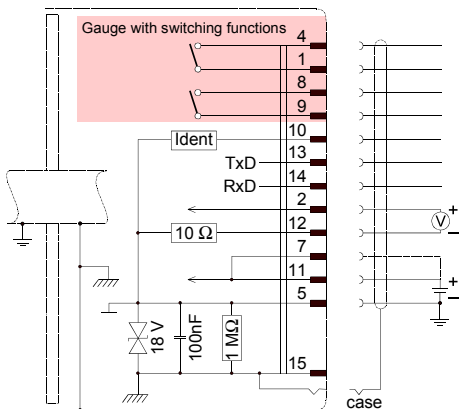 Gauge with switching functions
4
1
8
9
Ident 10
TxD 13
RxD 14
2
+
V
10 Ω 12
–
7
+
11
–
5
18 V
100nF
1 MΩ
15
case